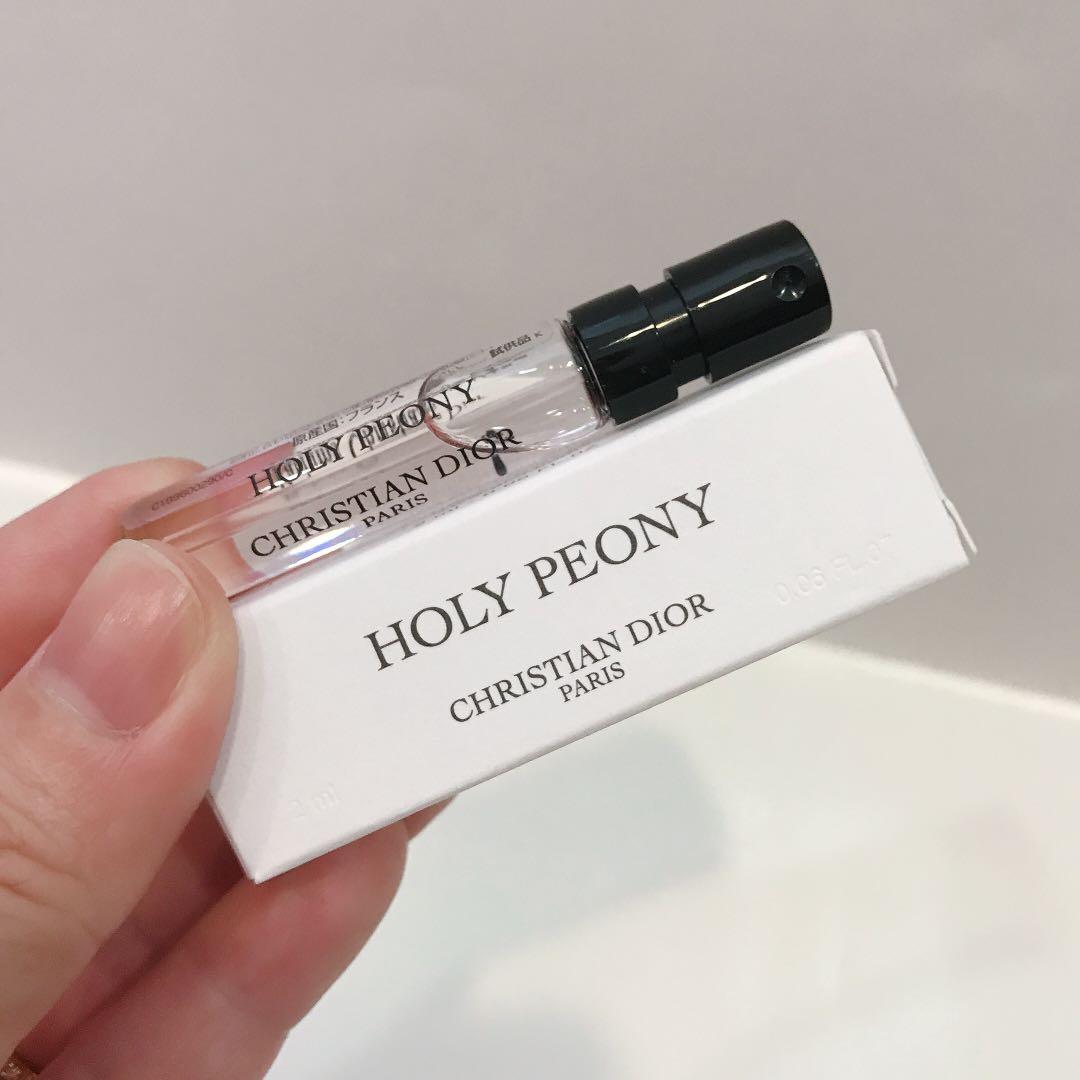 試供品 K
原産国:フランス
HOLY PEONY
CHRISTIAN DIOR
PARIS
HOLY PEONY
CHRISTIAN DIOR
PARIS
2 ml
0.06 FL.OZ